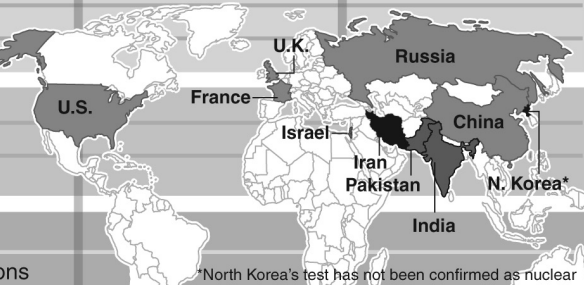 U.K.
Russia
France
U.S.
China
Israel
Iran
Pakistan
N. Korea*
India
ons
*North Korea's test has not been confirmed as nuclear